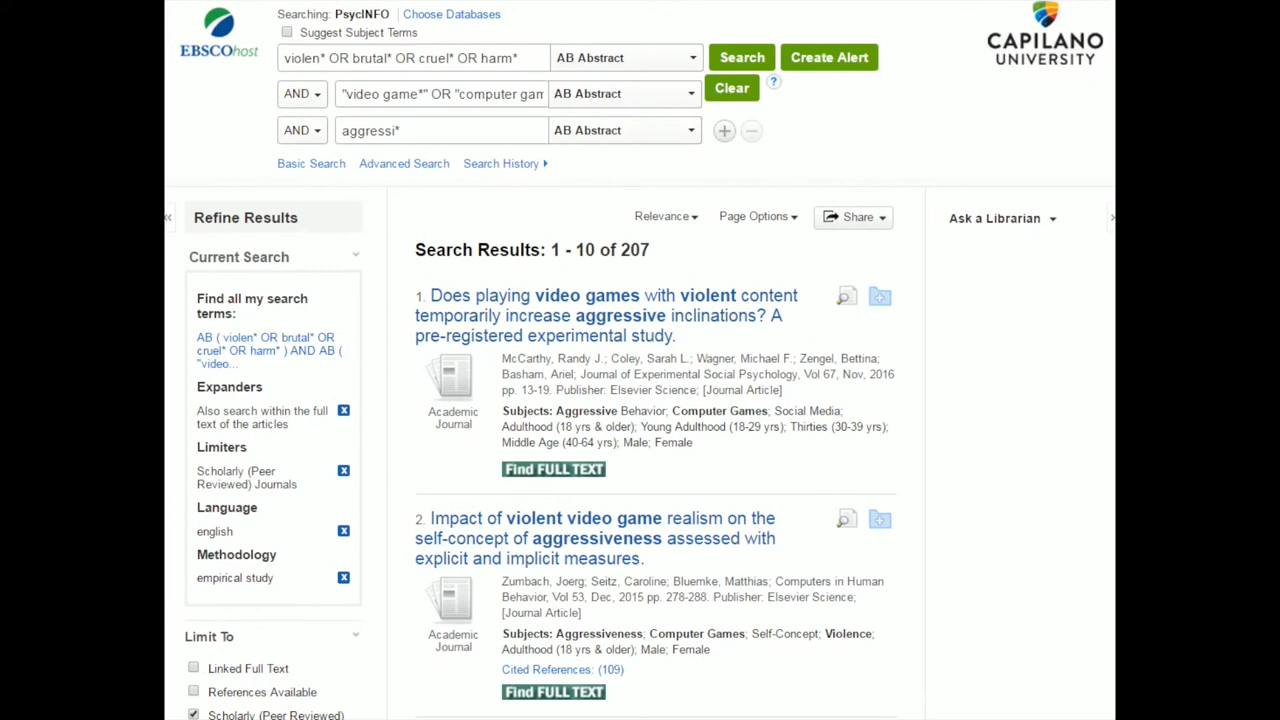 Searching: PsycINFO | Choose Databases
Suggest Subject Terms
EBSCOhost
violen* OR brutal* OR cruel* OR harm*
AB Abstract
Search
Create Alert
CAPILANO
UNIVERSITY
AND
"video game*" OR "computer gam
AB Abstract
Clear
?
AND
aggressi*
AB Abstract
Basic Search Advanced Search Search History
«
Refine Results
Current Search
Find all my search
terms:
AB ( violen* OR brutal* OR
cruel* OR harm* ) AND AB (
"video...
Expanders
Also search within the full
text of the articles
x
Limiters
Scholarly (Peer
Reviewed) Journals
x
Language
english
x
Methodology
empirical study
x
Limit To
Linked Full Text
References Available
Scholarly (Peer Reviewed)
Relevance
Page Options
Share
Search Results: 1 - 10 of 207
1. Does playing video games with violent content
temporarily increase aggressive inclinations? A
pre-registered experimental study.
Academic
Journal
McCarthy, Randy J.; Coley, Sarah L.; Wagner, Michael F.; Zengel, Bettina;
Basham, Ariel; Journal of Experimental Social Psychology, Vol 67, Nov, 2016
pp. 13-19. Publisher: Elsevier Science; [Journal Article]
Subjects: Aggressive Behavior; Computer Games; Social Media;
Adulthood (18 yrs & older); Young Adulthood (18-29 yrs); Thirties (30-39 yrs);
Middle Age (40-64 yrs); Male; Female
Find FULL TEXT
2. Impact of violent video game realism on the
self-concept of aggressiveness assessed with
explicit and implicit measures.
Academic
Journal
Zumbach, Joerg; Seitz, Caroline; Bluemke, Matthias; Computers in Human
Behavior, Vol 53, Dec, 2015 pp. 278-288. Publisher: Elsevier Science;
[Journal Article]
Subjects: Aggressiveness; Computer Games; Self-Concept; Violence;
Adulthood (18 yrs & older); Male; Female
Cited References: (109)
Find FULL TEXT
Ask a Librarian